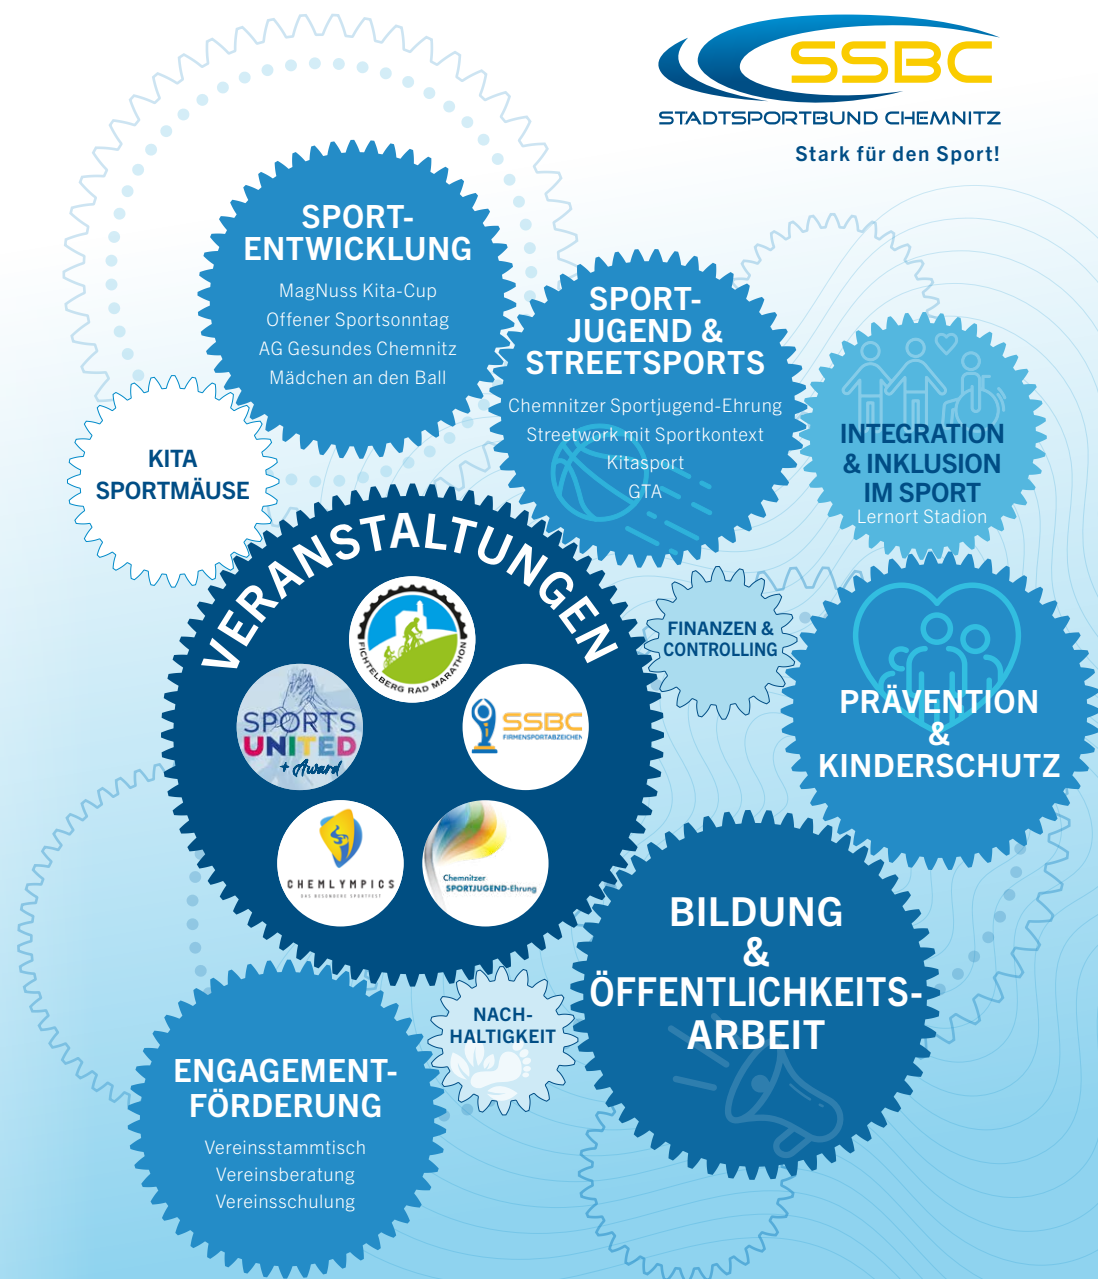 SSBC
STADTSPORTBUND CHEMNITZ
Stark für den Sport!
SPORT-
ENTWICKLUNG
MagNuss Kita-Cup
Offener Sportsonntag
AG Gesundes Chemnitz
Mädchen an den Ball
SPORT-
JUGEND &
STREETSPORTS
Chemnitzer Sportjugend-Ehrung
Streetwork mit Sportkontext
Kitasport
GTA
INTEGRATION
& INKLUSION
IM SPORT
Lernort Stadion
KITA
SPORTMÄUSE
VERANSTALTUNGEN
FICHTELBERG RAD MARATHON
SPORTS
UNITED
+ Award
SSBC
FIRMENSPORTABZEICHEN
CHEMLYMPICS
DAS BESONDERE SPORTFEST
Chemnitzer
SPORTJUGEND-Ehrung
FINANZEN &
CONTROLLING
PRÄVENTION
&
KINDERSCHUTZ
BILDUNG
&
ÖFFENTLICHKEITS-
ARBEIT
NACH-
HALTIGKEIT
ENGAGEMENT-
FÖRDERUNG
Vereinsstammtisch
Vereinsberatung
Vereinsschulung